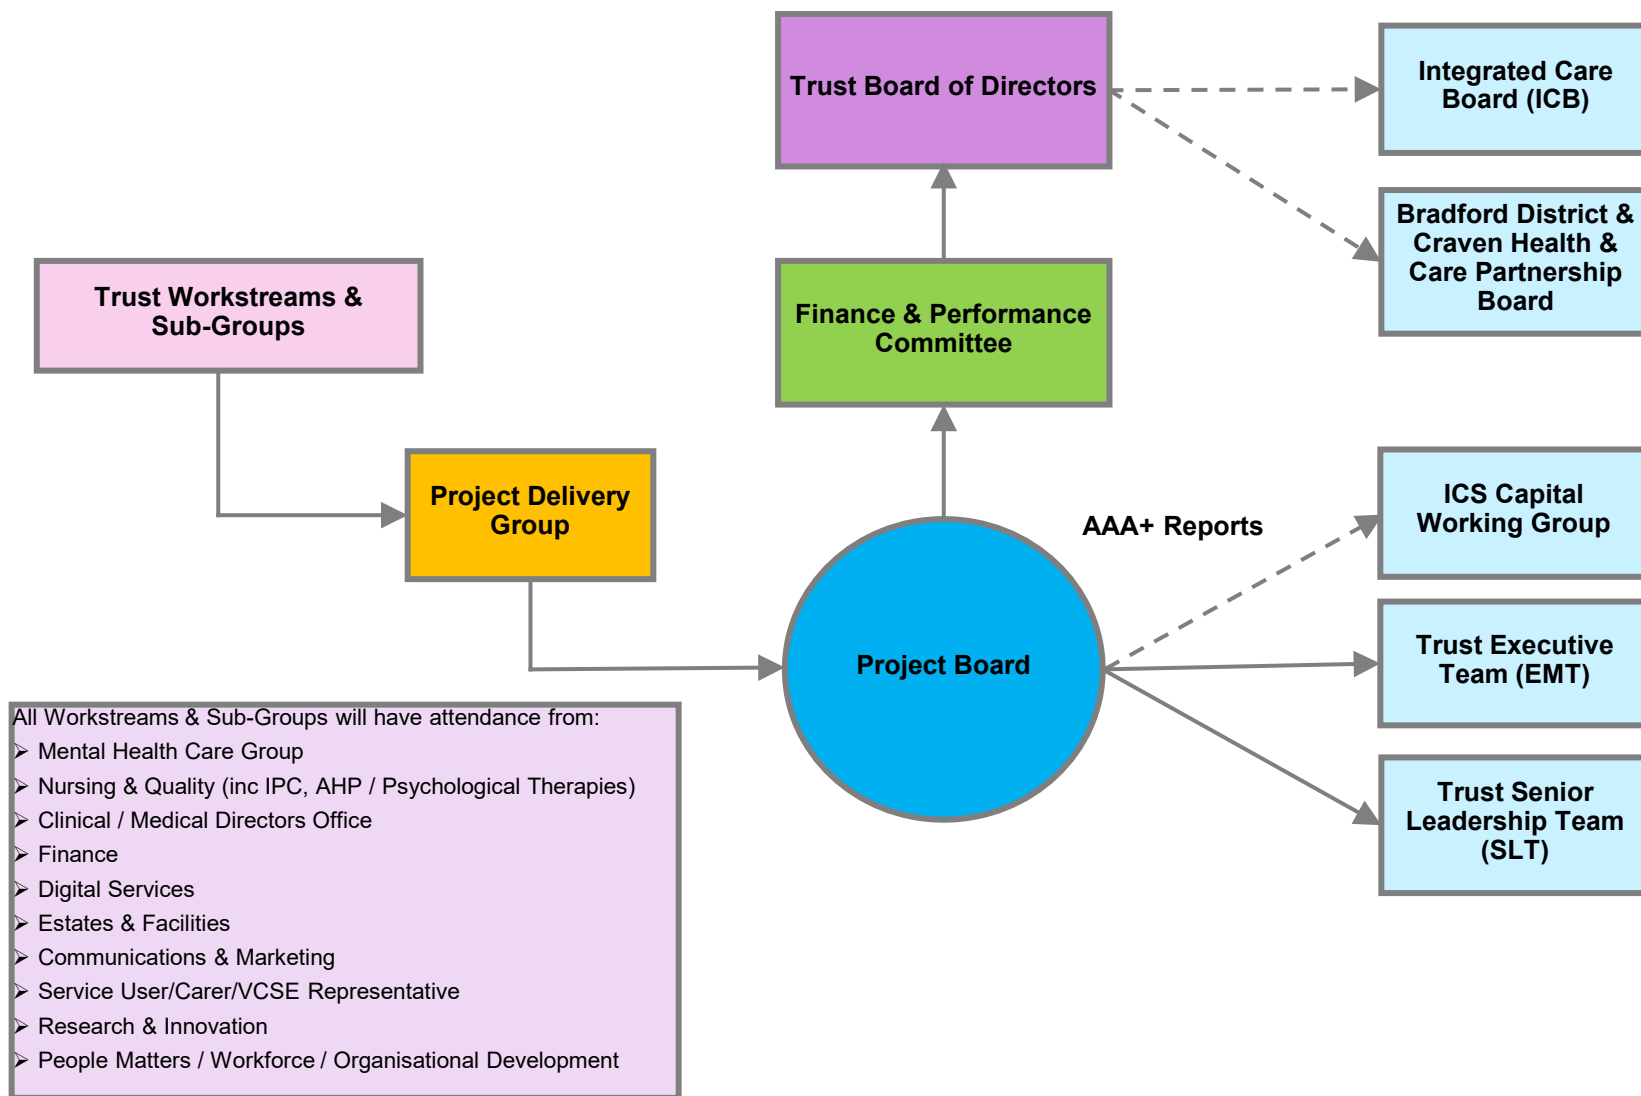 Trust Board of Directors
Integrated Care
Board (ICB)
Bradford District &
Craven Health &
Care Partnership
Board
Trust Workstreams &
Sub-Groups
Finance & Performance
Committee
Project Delivery
Group
AAA+ Reports
ICS Capital
Working Group
Project Board
Trust Executive
Team (EMT)
Trust Senior
Leadership Team
(SLT)
All Workstreams & Sub-Groups will have attendance from:
➢ Mental Health Care Group
➢ Nursing & Quality (inc IPC, AHP / Psychological Therapies)
➢ Clinical / Medical Directors Office
➢ Finance
➢ Digital Services
➢ Estates & Facilities
➢ Communications & Marketing
➢ Service User/Carer/VCSE Representative
➢ Research & Innovation
➢ People Matters / Workforce / Organisational Development